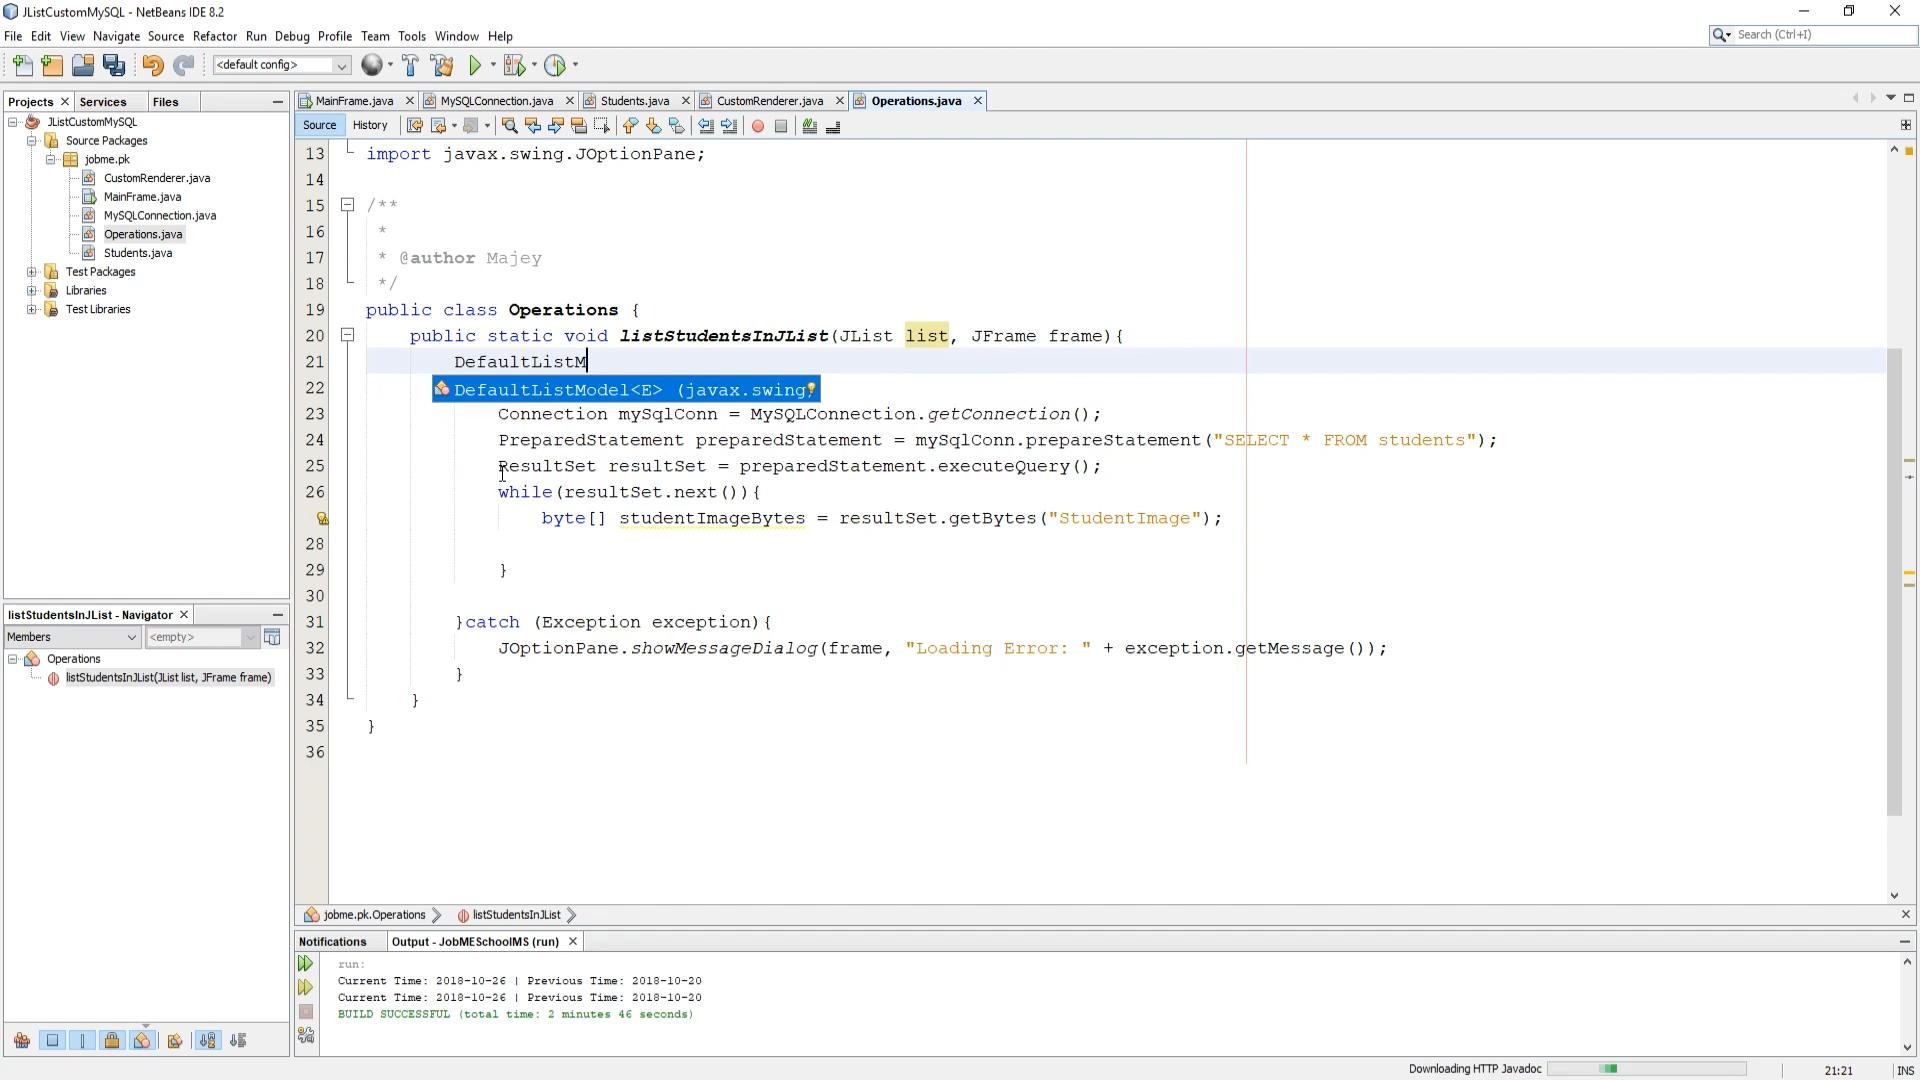 JListCustomMySQL - NetBeans IDE 8.2
File Edit View Navigate Source Refactor Run Debug Profile Team Tools Window Help
Search (Ctrl+I)
<default config>
Projects Services Files
MainFrame.java MySQLConnection.java Students.java CustomRenderer.java Operations.java
Source History
JListCustomMySQL
Source Packages
jobme.pk
CustomRenderer.java
MainFrame.java
MySQLConnection.java
Operations.java
Students.java
Test Packages
Libraries
Test Libraries
13 import javax.swing.JOptionPane;
14
15 /**
16 *
17 * @author Majey
18 */
19 public class Operations {
20 public static void listStudentsInJList(JList list, JFrame frame){
21 DefaultListM
22 DefaultListModel<E> (javax.swing)
23 Connection mySqlConn = MySQLConnection.getConnection();
24 PreparedStatement preparedStatement = mySqlConn.prepareStatement("SELECT * FROM students");
25 ResultSet resultSet = preparedStatement.executeQuery();
26 while(resultSet.next()){
byte[] studentImageBytes = resultSet.getBytes("StudentImage");
28
29 }
30
31 }catch (Exception exception){
32 JOptionPane.showMessageDialog(frame, "Loading Error: " + exception.getMessage());
33 }
34 }
35 }
36
listStudentsInJList - Navigator
Members <empty>
Operations
listStudentsInJList(JList list, JFrame frame)
jobme.pk.Operations listStudentsInJList
Notifications Output - JobMESchoolMS (run)
run:
Current Time: 2018-10-26 | Previous Time: 2018-10-20
Current Time: 2018-10-26 | Previous Time: 2018-10-20
BUILD SUCCESSFUL (total time: 2 minutes 46 seconds)
Downloading HTTP Javadoc 21:21 INS